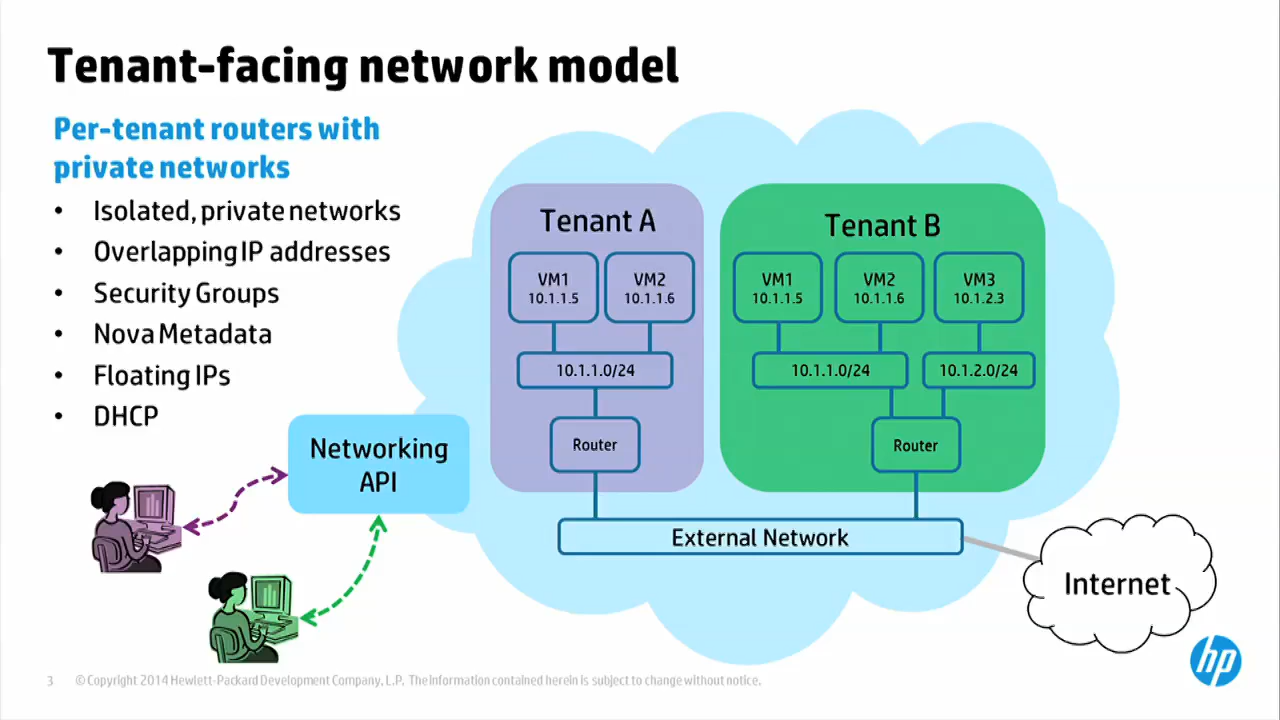 Tenant-facing network model
Per-tenant routers with
private networks
• Isolated, private networks
• Overlapping IP addresses
• Security Groups
• Nova Metadata
• Floating IPs
• DHCP
Networking
API
Tenant A
VM1
10.1.1.5
VM2
10.1.1.6
10.1.1.0/24
Router
Tenant B
VM1
10.1.1.5
VM2
10.1.1.6
VM3
10.1.2.3
10.1.1.0/24
10.1.2.0/24
Router
External Network
Internet
3 © Copyright 2014 Hewlett-Packard Development Company, L.P. The information contained herein is subject to change without notice.
hp